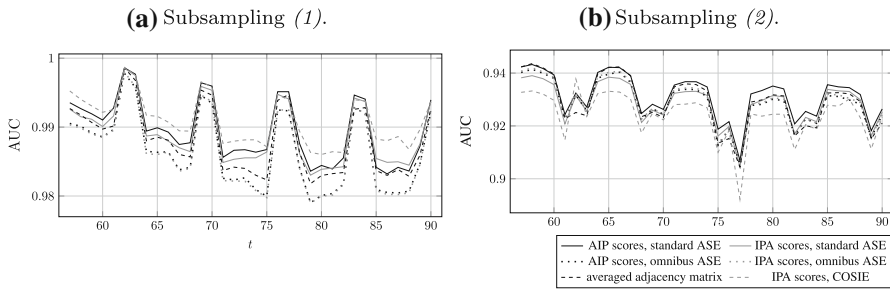 (a) Subsampling (1).
(b) Subsampling (2).
1
0.99
0.98
AUC
60 65 70 75 80 85 90
t
0.94
0.92
0.9
AUC
60 65 70 75 80 85 90
AIP scores, standard ASE
IPA scores, standard ASE
AIP scores, omnibus ASE
IPA scores, omnibus ASE
averaged adjacency matrix
IPA scores, COSIE